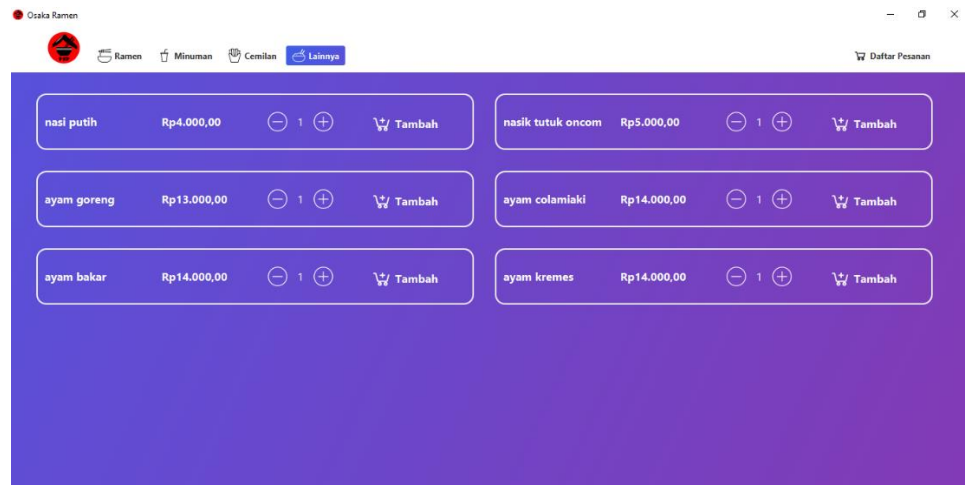 Osaka Ramen
Ramen Minuman Cemilan Lainnya Daftar Pesanan
nasi putih Rp4.000,00 1 Tambah
nasik tutuk oncom Rp5.000,00 1 Tambah
ayam goreng Rp13.000,00 1 Tambah
ayam colamiaki Rp14.000,00 1 Tambah
ayam bakar Rp14.000,00 1 Tambah
ayam kremes Rp14.000,00 1 Tambah